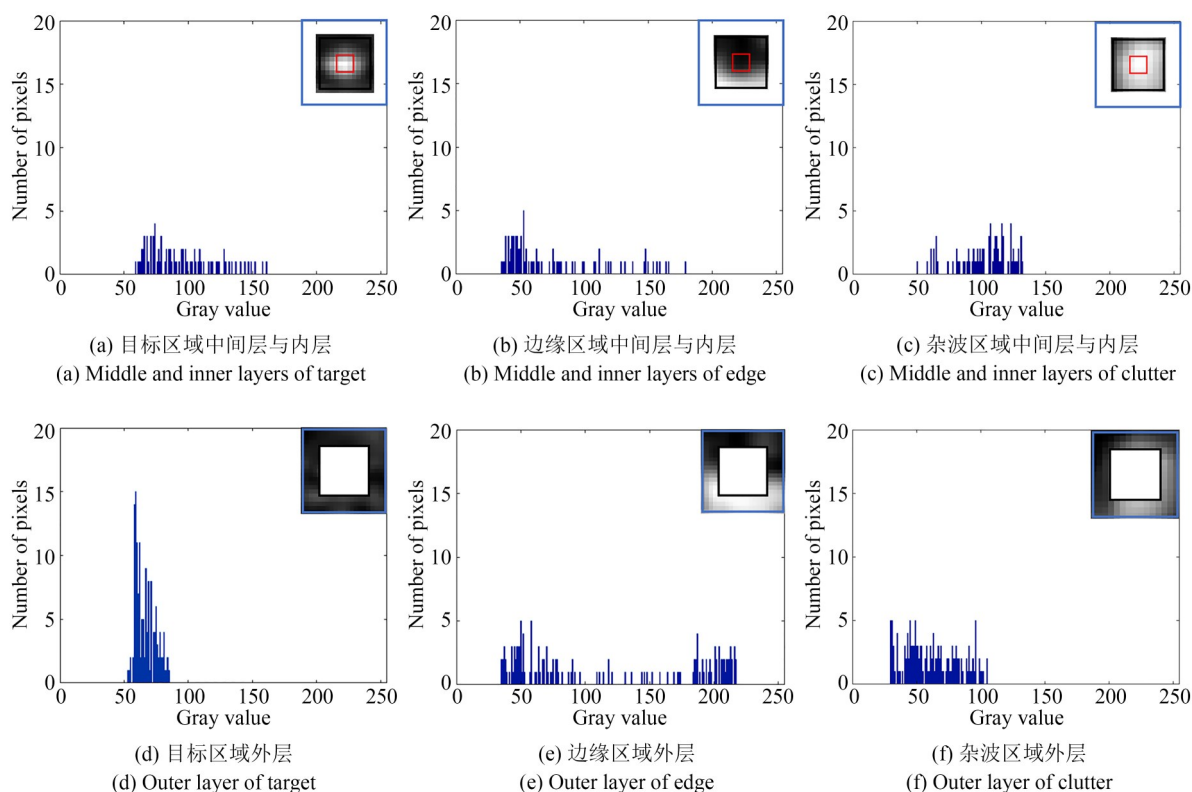 20
15
10
5
0
Number of pixels
0 50 100 150 200 250
Gray value
(a) 目标区域中间层与内层
(a) Middle and inner layers of target
20
15
10
5
0
Number of pixels
0 50 100 150 200 250
Gray value
(b) 边缘区域中间层与内层
(b) Middle and inner layers of edge
20
15
10
5
0
Number of pixels
0 50 100 150 200 250
Gray value
(c) 杂波区域中间层与内层
(c) Middle and inner layers of clutter
20
15
10
5
0
Number of pixels
0 50 100 150 200 250
Gray value
(d) 目标区域外层
(d) Outer layer of target
20
15
10
5
0
Number of pixels
0 50 100 150 200 250
Gray value
(e) 边缘区域外层
(e) Outer layer of edge
20
15
10
5
0
Number of pixels
0 50 100 150 200 250
Gray value
(f) 杂波区域外层
(f) Outer layer of clutter